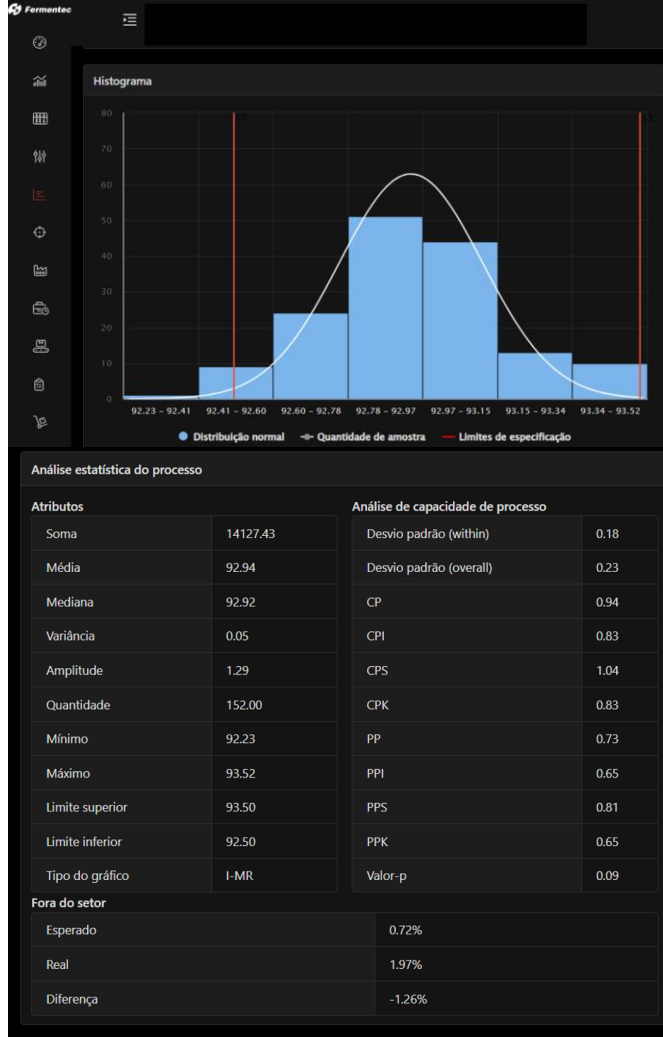 Fermentec
Histograma
80
70
60
50
40
30
20
10
0
92.23 – 92.41 92.41 – 92.60 92.60 – 92.78 92.78 – 92.97 92.97 – 93.15 93.15 – 93.34 93.34 – 93.52
Distribuição normal Quantidade de amostra Limites de especificação
Análise estatística do processo
Atributos
Soma 14127.43
Média 92.94
Mediana 92.92
Variância 0.05
Amplitude 1.29
Quantidade 152.00
Mínimo 92.23
Máximo 93.52
Limite superior 93.50
Limite inferior 92.50
Tipo do gráfico I-MR
Análise de capacidade de processo
Desvio padrão (within) 0.18
Desvio padrão (overall) 0.23
CP 0.94
CPI 0.83
CPS 1.04
CPK 0.83
PP 0.73
PPI 0.65
PPS 0.81
PPK 0.65
Valor-p 0.09
Fora do setor
Esperado 0.72%
Real 1.97%
Diferença -1.26%